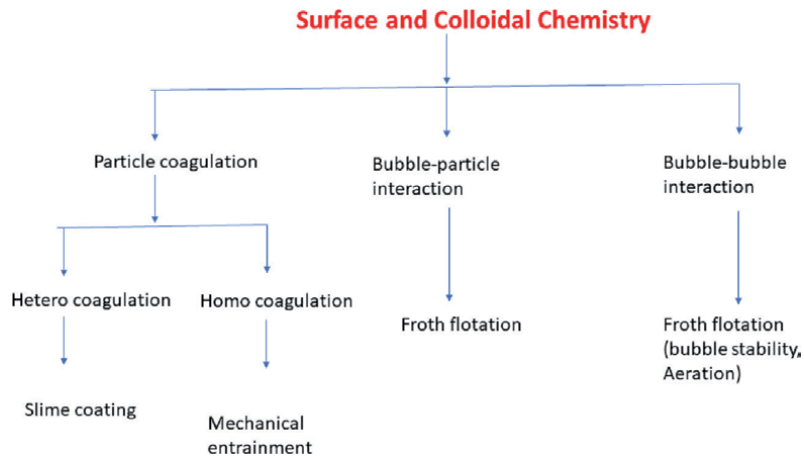 Surface and Colloidal Chemistry
Particle coagulation
Bubble-particle
interaction
Bubble-bubble
interaction
Hetero coagulation
Homo coagulation
Froth flotation
Froth flotation
(bubble stability,
Aeration)
Slime coating
Mechanical
entrainment